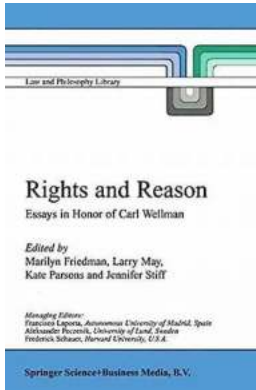 Law and Philosophy Library
Rights and Reason
Essays in Honor of Carl Wellman
Edited by
Marilyn Friedman, Larry May,
Kate Parsons and Jennifer Stiff
Managing Editors:
Francisco Laporta, Autonomous University of Madrid, Spain
Aleksander Peczenik, University of Lund, Sweden
Frederick Schauer, Harvard University, U.S.A.
Springer Science+Business Media, B.V.